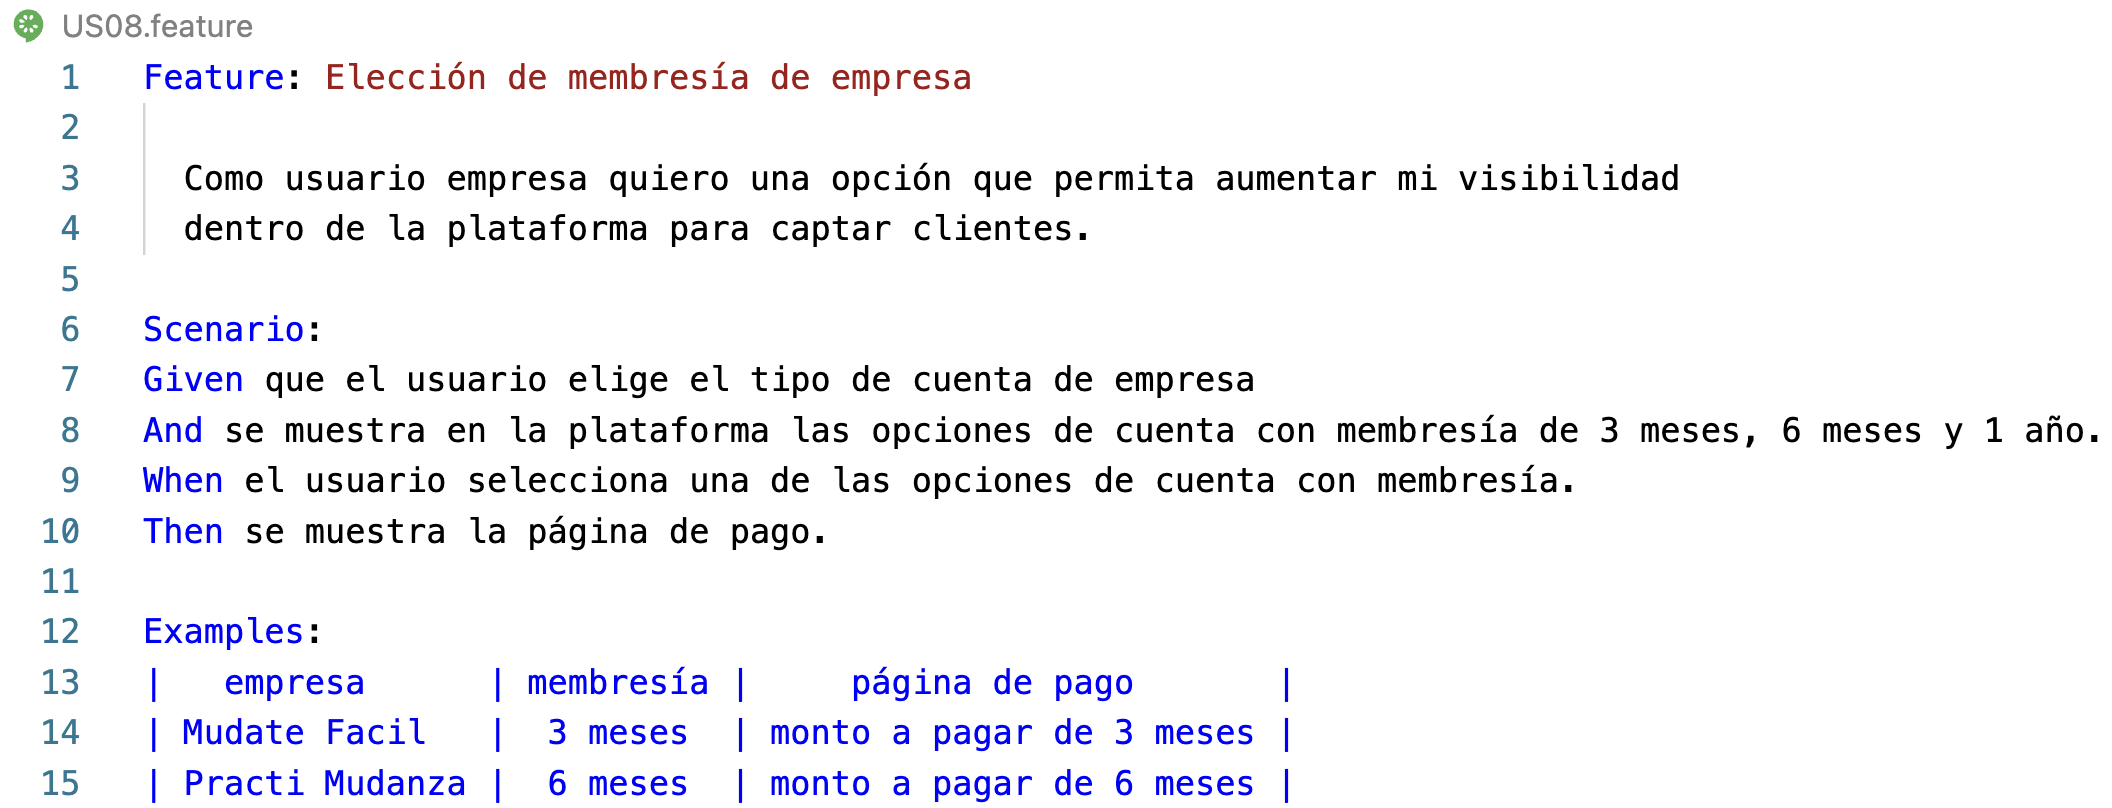 US08.feature
1 Feature: Elección de membresía de empresa
2
3 Como usuario empresa quiero una opción que permita aumentar mi visibilidad
4 dentro de la plataforma para captar clientes.
5
6 Scenario:
7 Given que el usuario elige el tipo de cuenta de empresa
8 And se muestra en la plataforma las opciones de cuenta con membresía de 3 meses, 6 meses y 1 año.
9 When el usuario selecciona una de las opciones de cuenta con membresía.
10 Then se muestra la página de pago.
11
12 Examples:
13 | empresa | membresía | página de pago |
14 | Mudate Facil | 3 meses | monto a pagar de 3 meses |
15 | Practi Mudanza | 6 meses | monto a pagar de 6 meses |